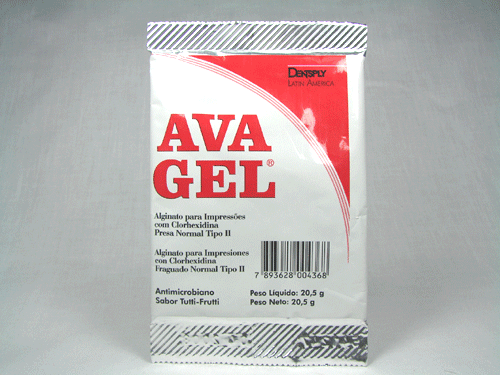 DENTSPLY
LATIN AMERICA
AVA
GEL®
Alginato para Impressões
com Clorhexidina
Presa Normal Tipo II
Alginato para Impresiones
con Clorhexidina
Fraguado Normal Tipo II
7 893628 004368
Antimicrobiano
Sabor Tutti-Frutti
Peso Líquido: 20,5 g
Peso Neto: 20,5 g